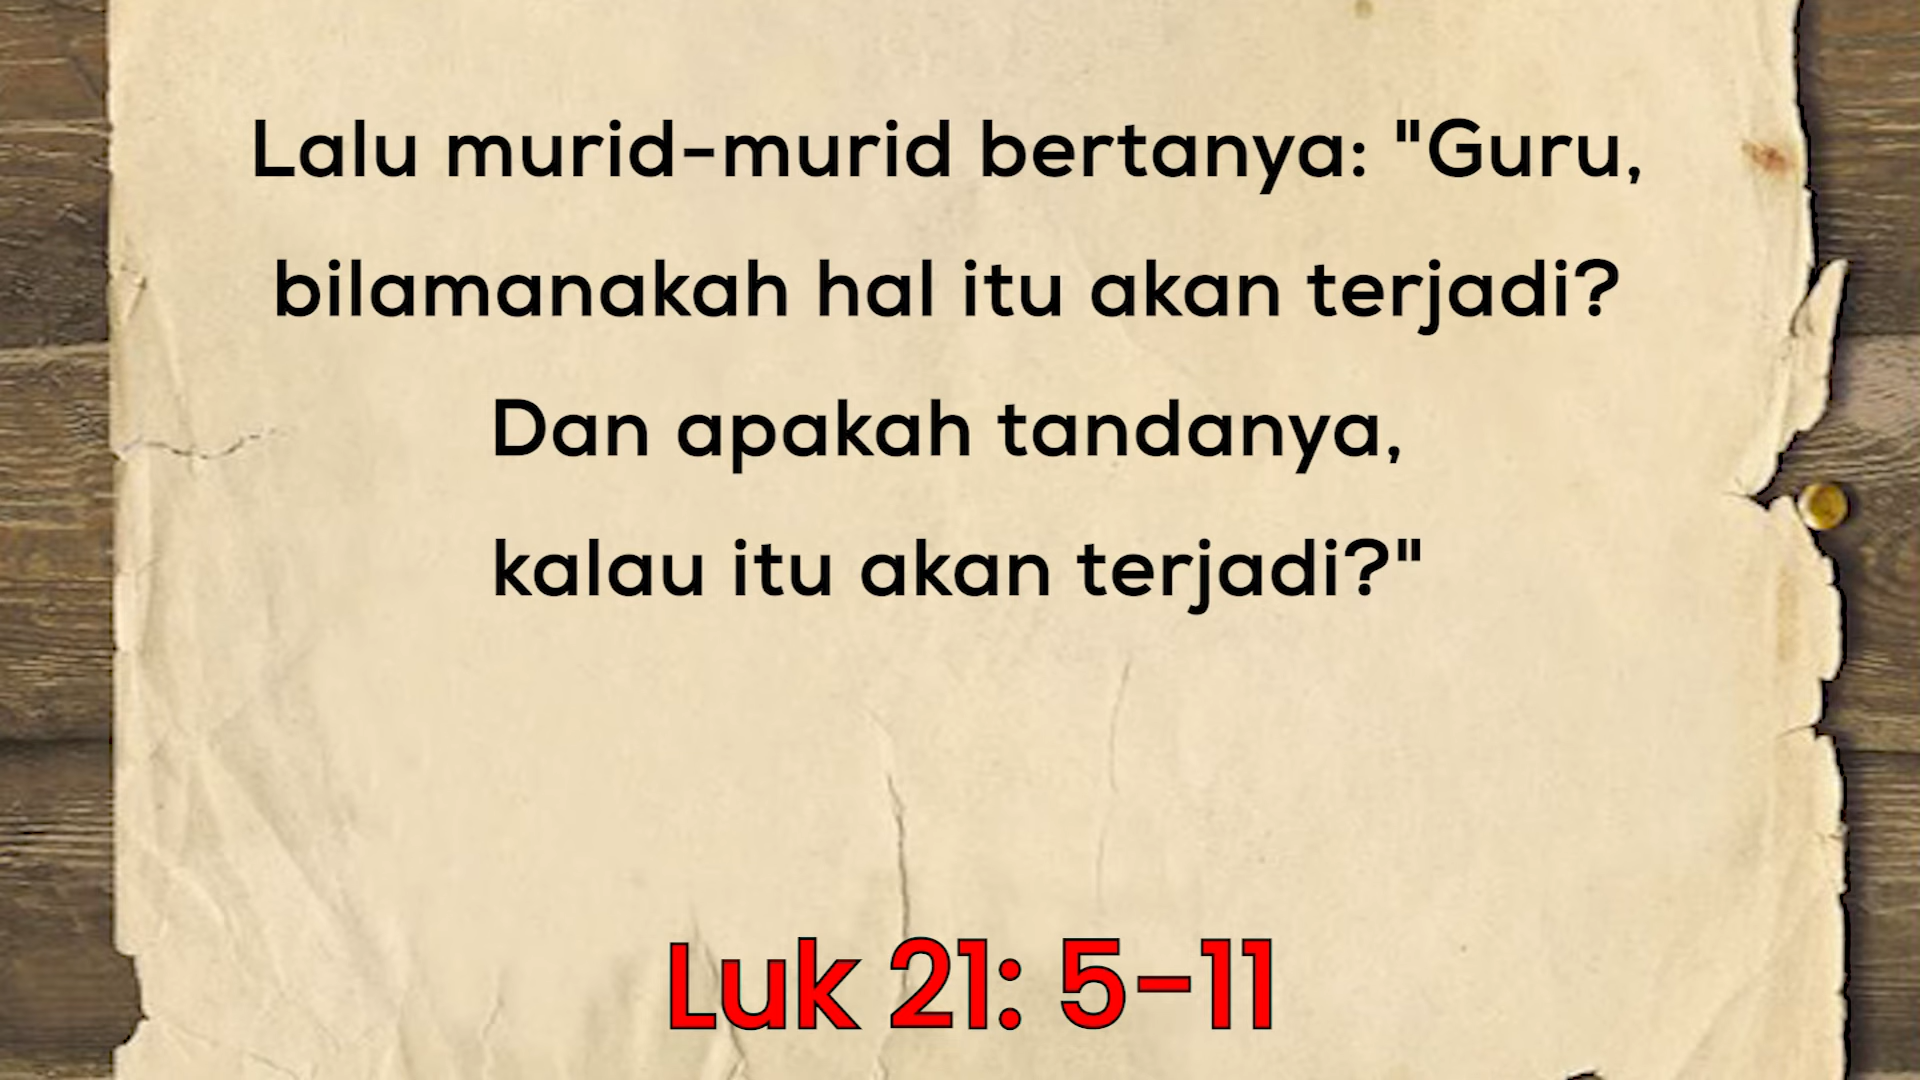 Lalu murid-murid bertanya: "Guru,
bilamanakah hal itu akan terjadi?
Dan apakah tandanya,
kalau itu akan terjadi?"
Luk 21: 5-11